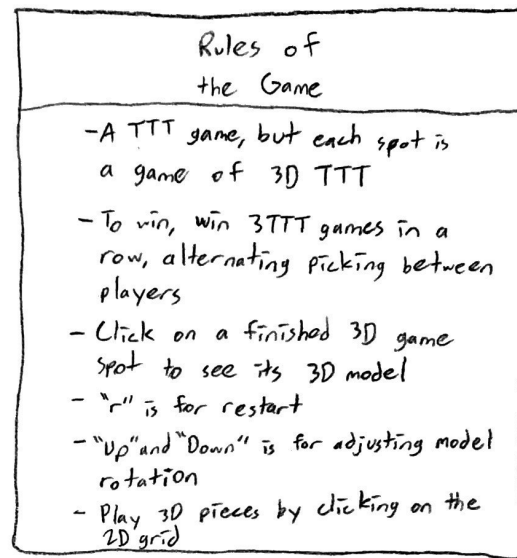 Rules of
the Game
-A TTT game, but each spot is
a game of 3D TTT
- To win, win 3TTT games in a
row, alternating picking between
players
- Click on a finished 3D game
spot to see its 3D model
- "r" is for restart
- "Up" and "Down" is for adjusting model
rotation
- Play 3D pieces by clicking on the
2D grid